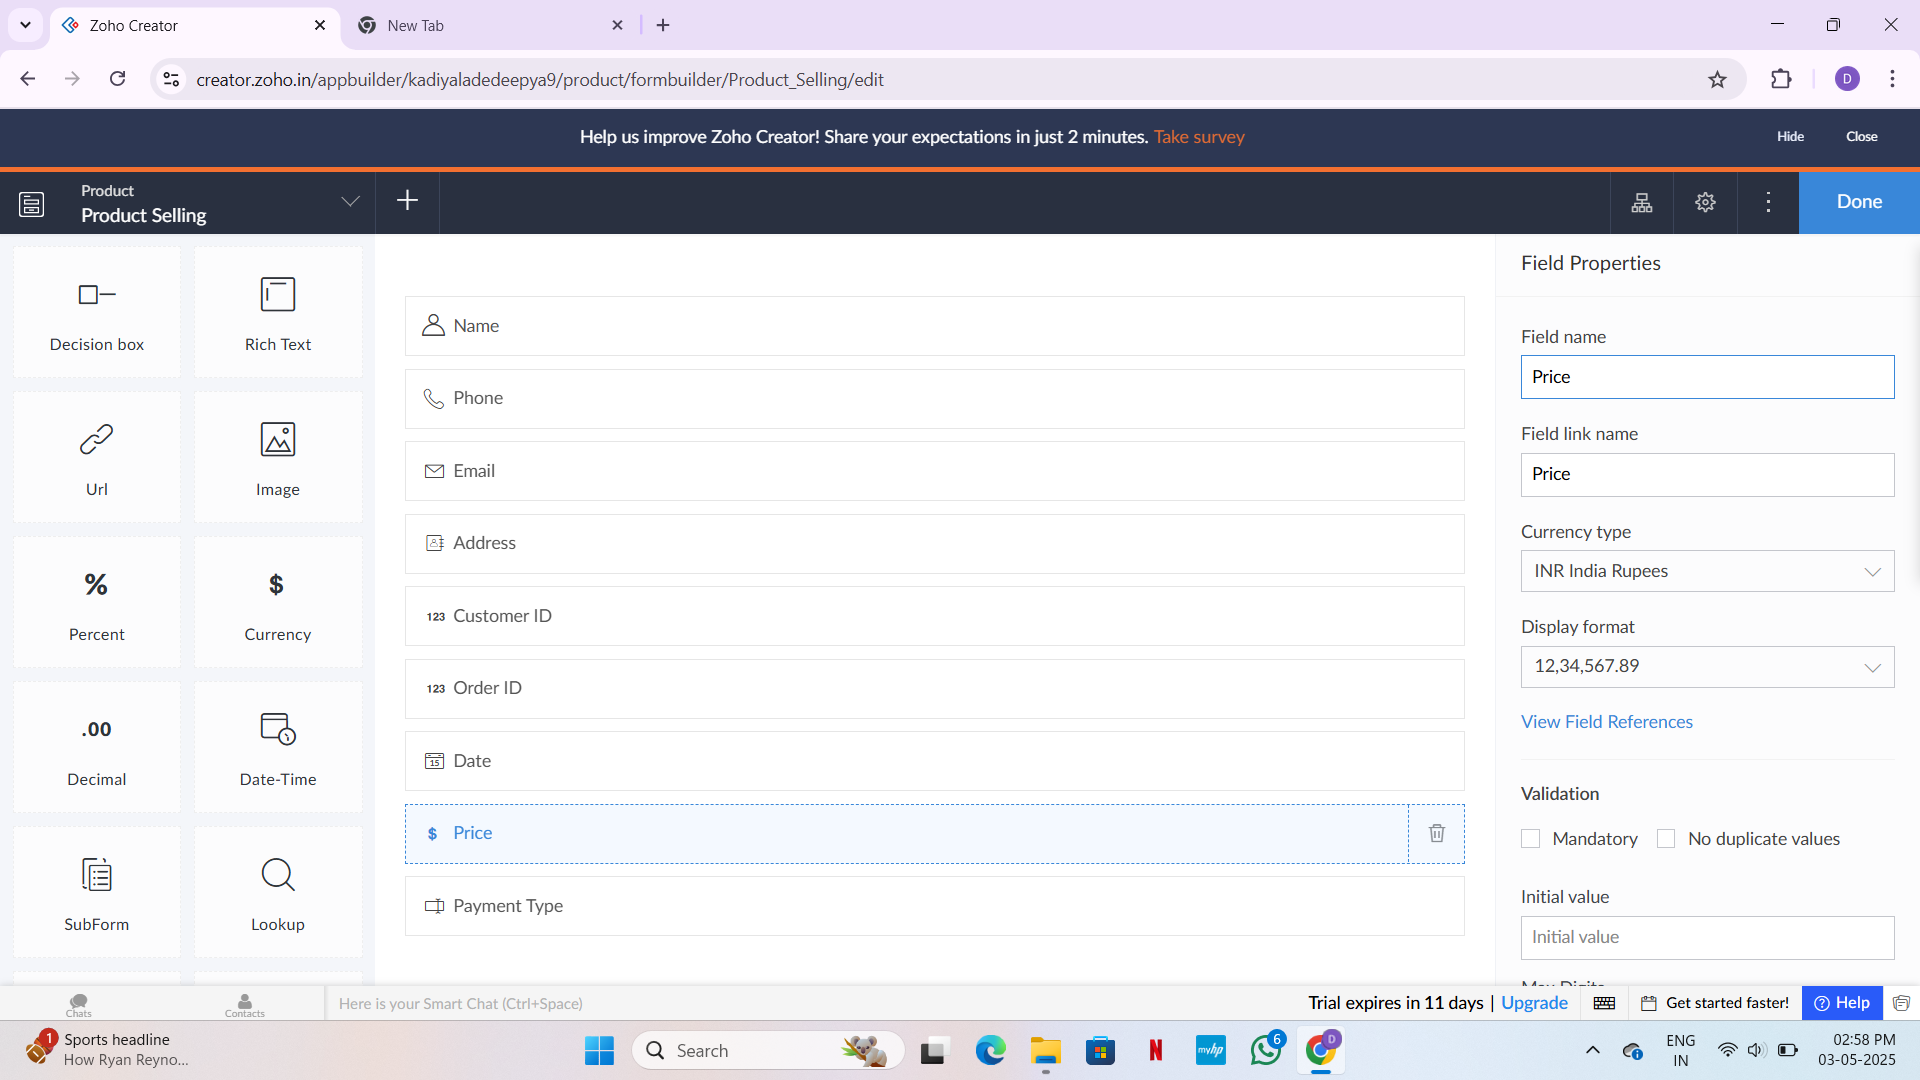 Zoho Creator
New Tab
creator.zoho.in/appbuilder/kadiyaladedeepya9/product/formbuilder/Product_Selling/edit
D
Help us improve Zoho Creator! Share your expectations in just 2 minutes. Take survey
Hide
Close
Product
Product Selling
Done
Decision box
Rich Text
Url
Image
%
Percent
$
Currency
.00
Decimal
Date-Time
SubForm
Lookup
Name
Phone
Email
Address
123 Customer ID
123 Order ID
15 Date
$ Price
Payment Type
Field Properties
Field name
Price
Field link name
Price
Currency type
INR India Rupees
Display format
12,34,567.89
View Field References
Validation
Mandatory
No duplicate values
Initial value
Initial value
Chats
Contacts
Here is your Smart Chat (Ctrl+Space)
Trial expires in 11 days | Upgrade
Get started faster!
Help
1
Sports headline
How Ryan Reyno...
Search
N
myhp
6
D
ENG
IN
02:58 PM
03-05-2025